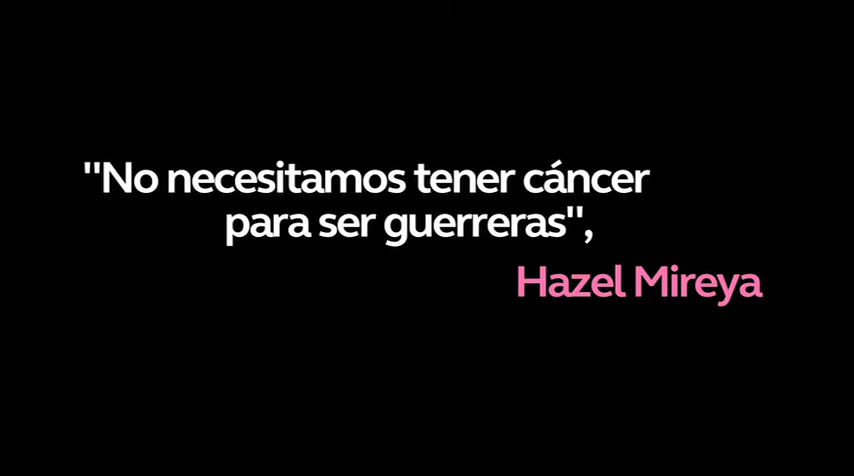 "No necesitamos tener cáncer
para ser guerreras",
Hazel Mireya